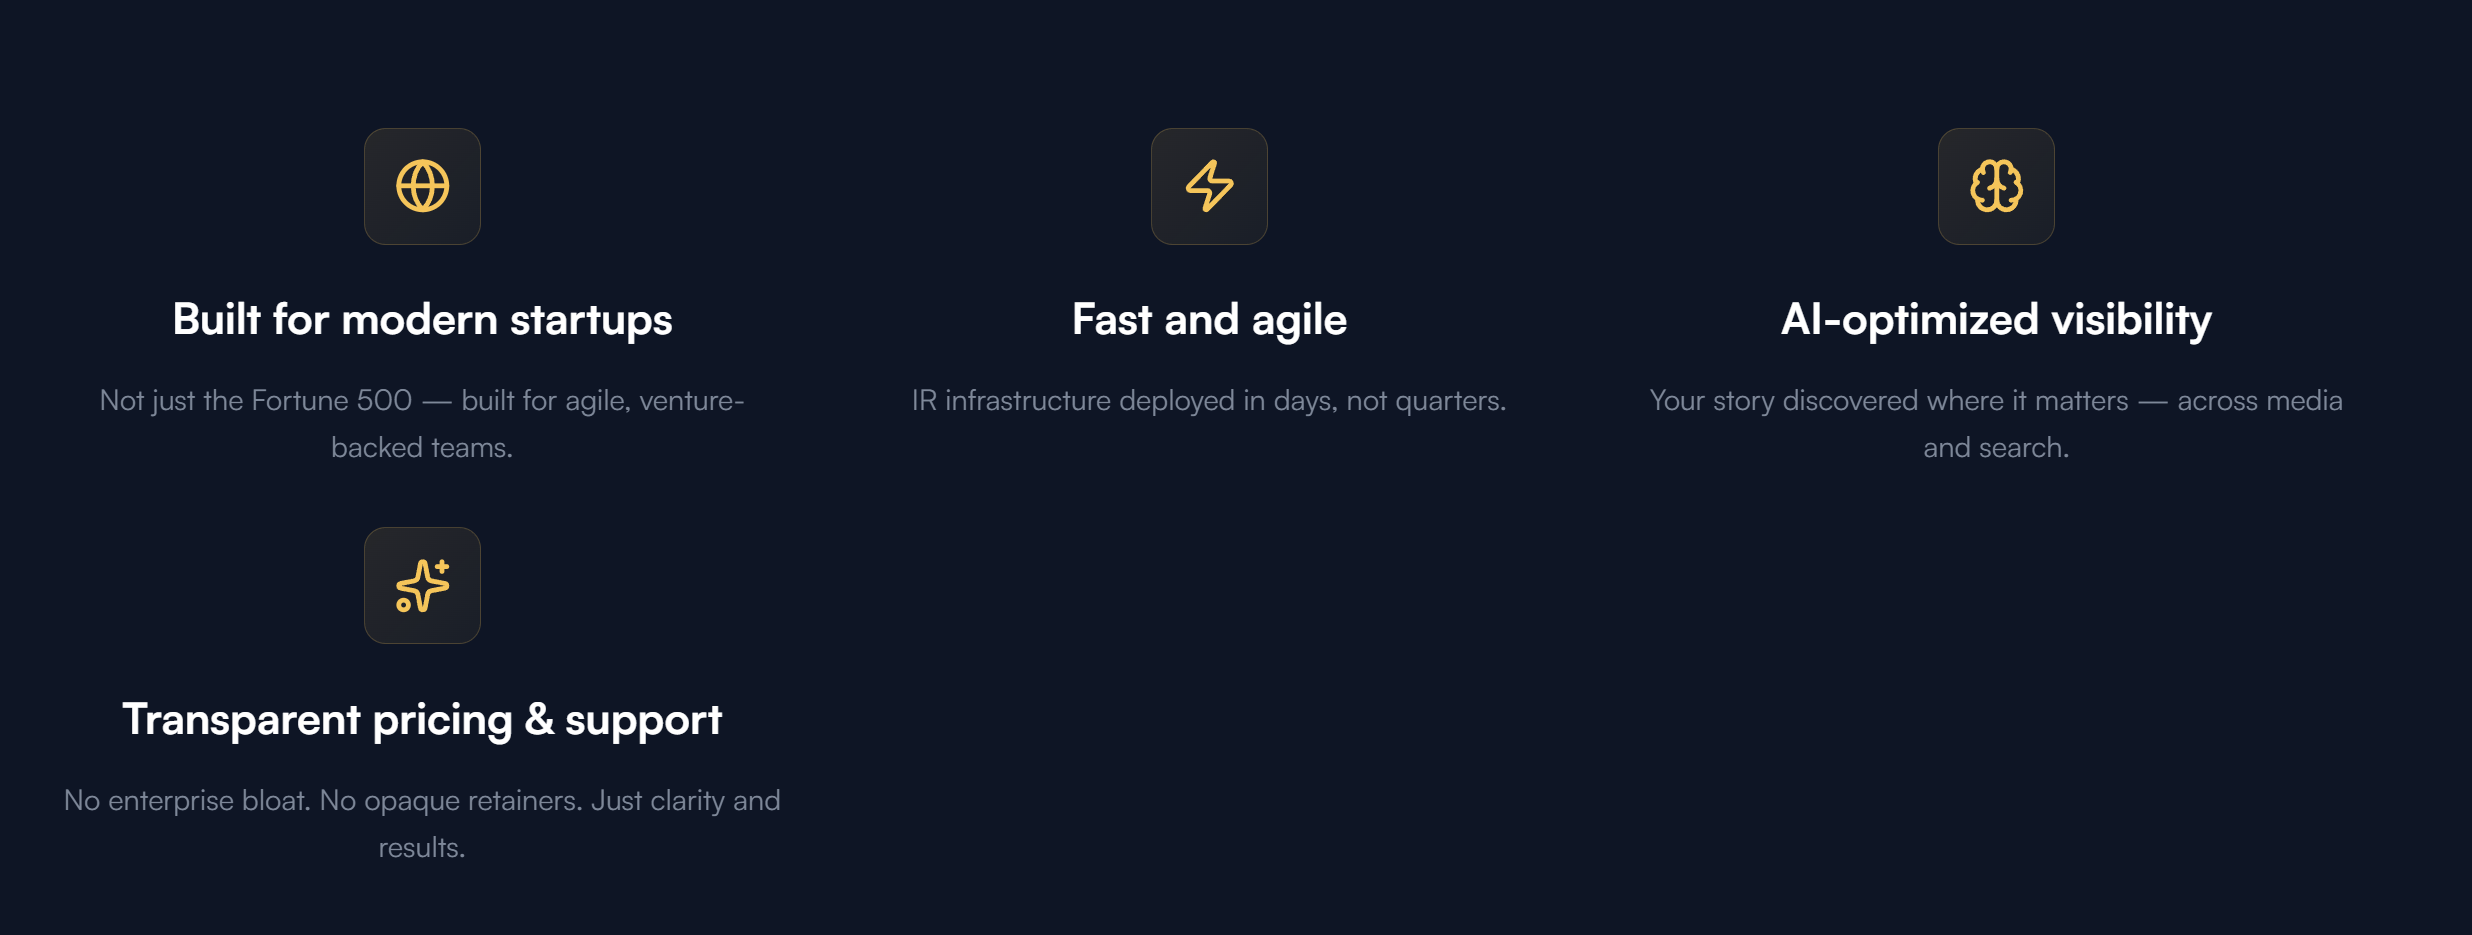 Built for modern startups
Not just the Fortune 500 — built for agile, venture-
backed teams.
Fast and agile
IR infrastructure deployed in days, not quarters.
AI-optimized visibility
Your story discovered where it matters — across media
and search.
Transparent pricing & support
No enterprise bloat. No opaque retainers. Just clarity and
results.